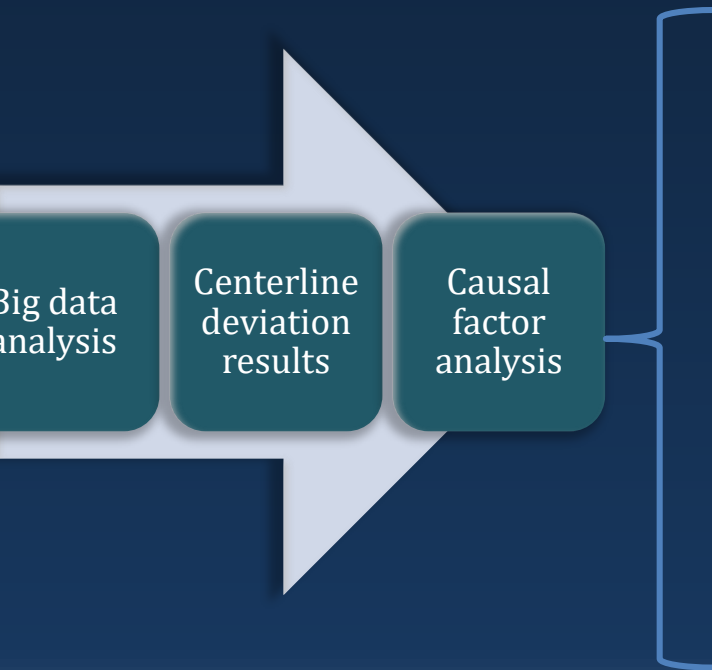 Big data
analysis
Centerline
deviation
results
Causal
factor
analysis